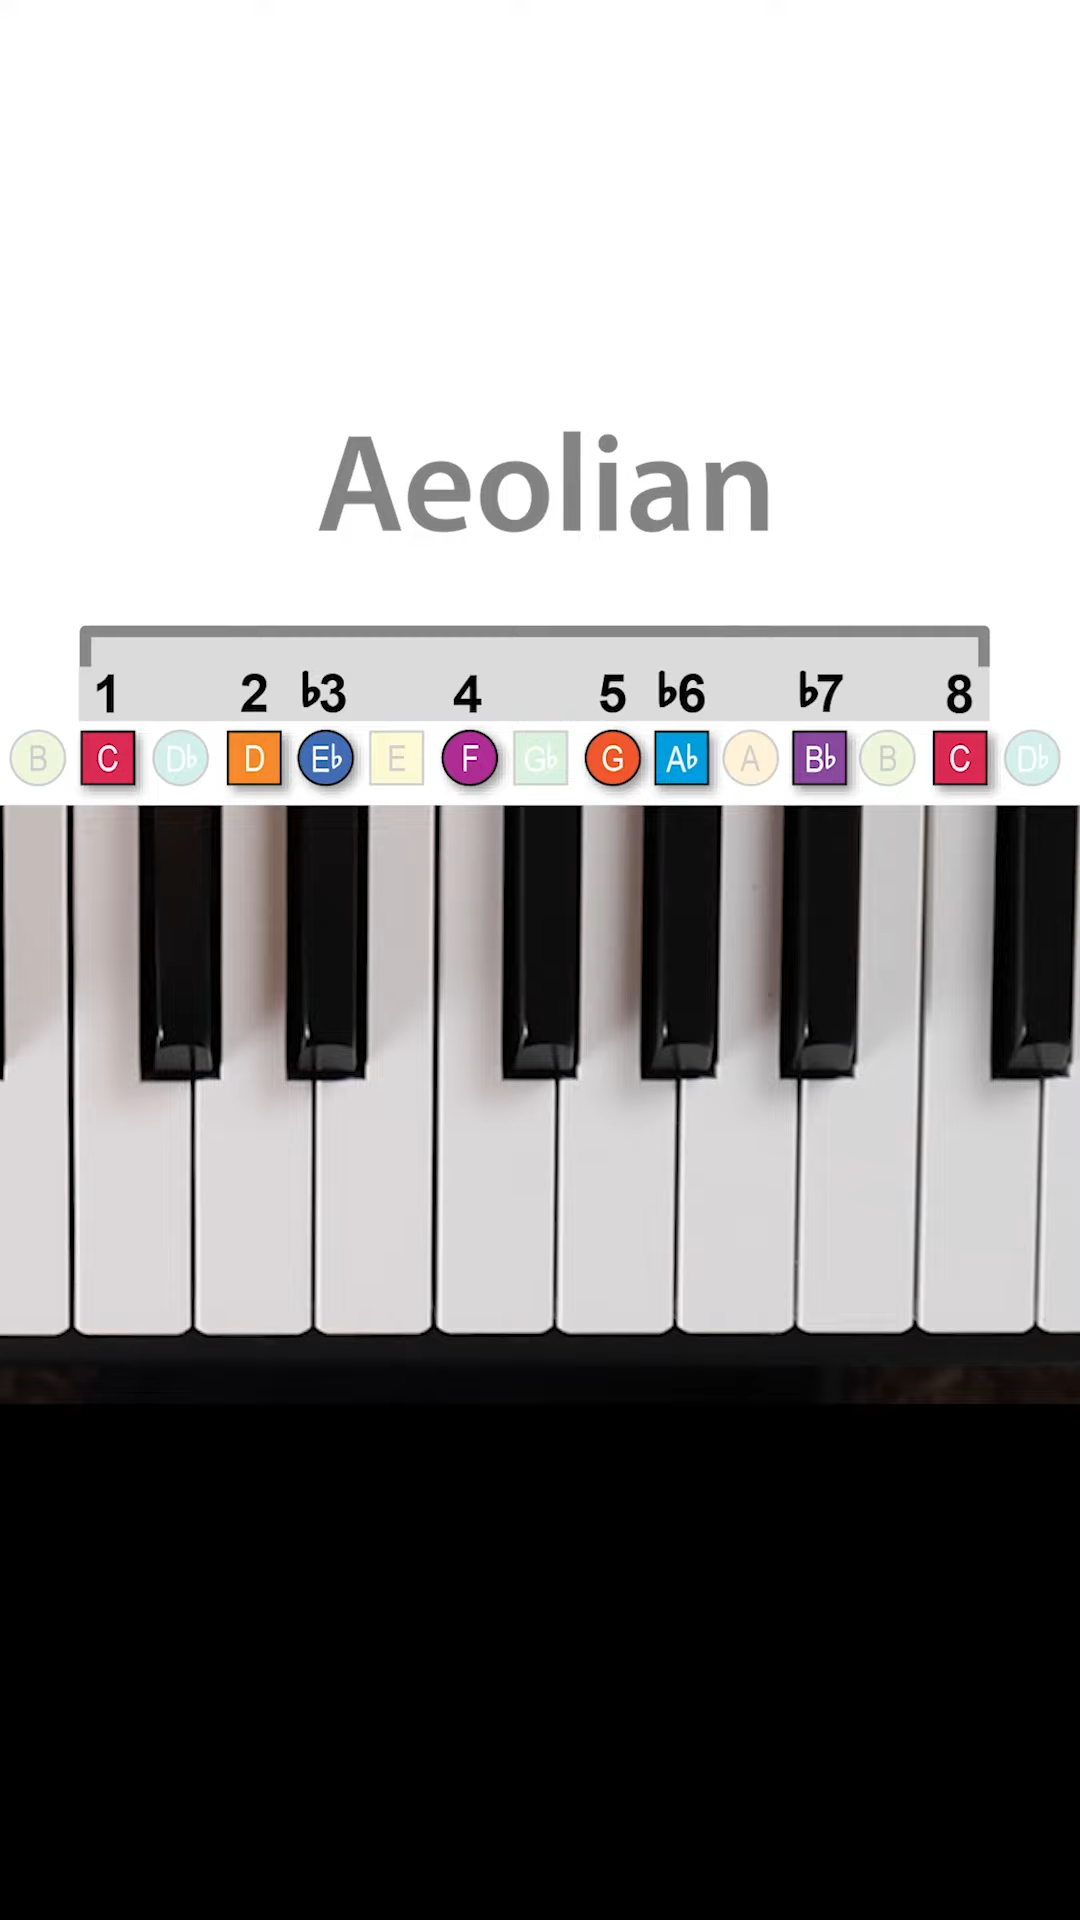 Aeolian
1 2 ♭3 4 5 ♭6 ♭7 8
B C D♭ D E♭ E F G♭ G A♭ A B♭ B C D♭